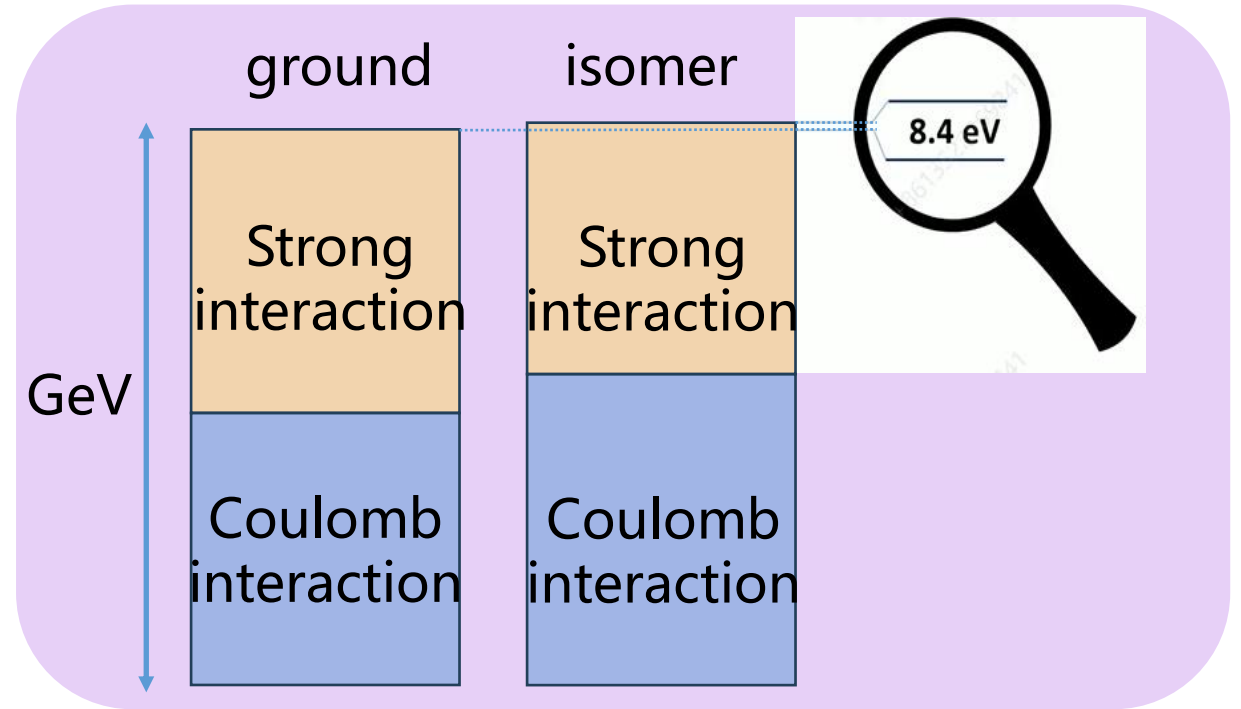 ground
isomer
8.4 eV
Strong
interaction
Strong
interaction
GeV
Coulomb
interaction
Coulomb
interaction